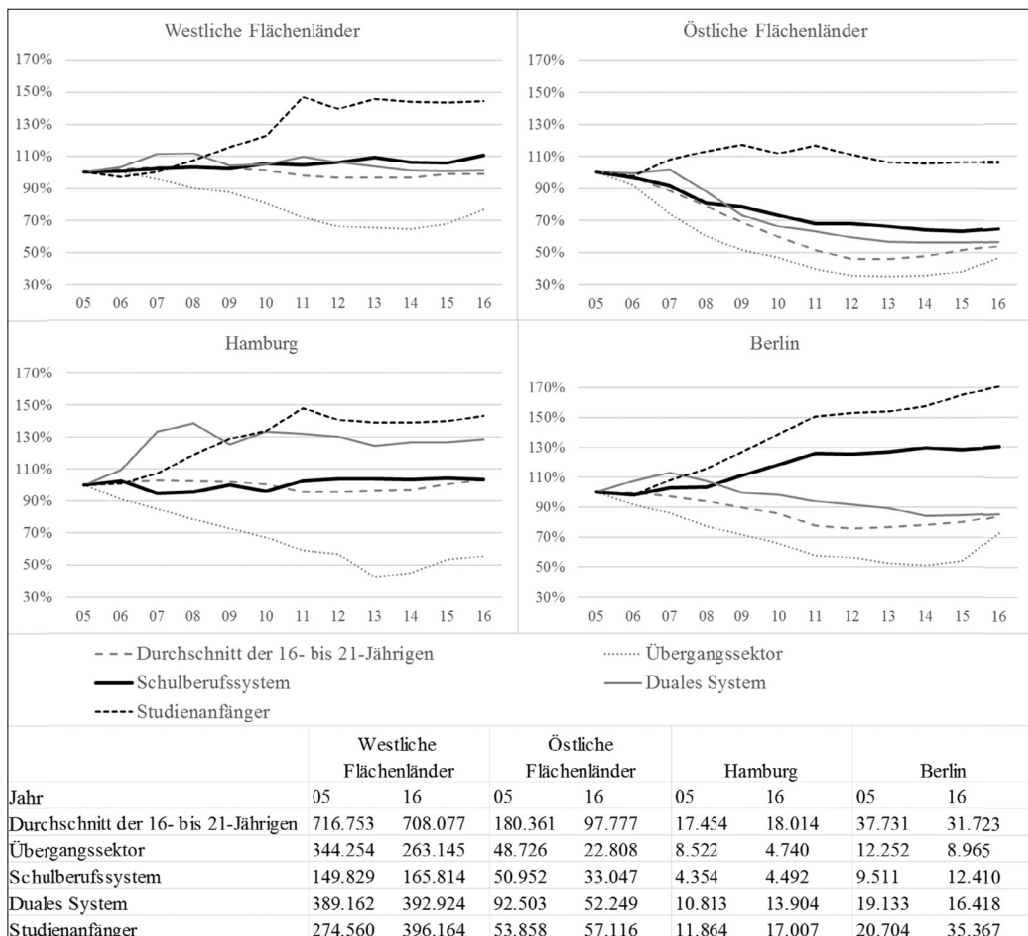 Westliche Flächenländer
170%
150%
130%
110%
90%
70%
50%
30%
05 06 07 08 09 10 11 12 13 14 15 16
Östliche Flächenländer
170%
150%
130%
110%
90%
70%
50%
30%
05 06 07 08 09 10 11 12 13 14 15 16
Hamburg
170%
150%
130%
110%
90%
70%
50%
30%
05 06 07 08 09 10 11 12 13 14 15 16
Berlin
170%
150%
130%
110%
90%
70%
50%
30%
05 06 07 08 09 10 11 12 13 14 15 16
Durchschnitt der 16- bis 21-Jährigen Übergangssektor
Schulberufssystem Duales System
Studienanfänger
Westliche Östliche
Flächenländer Flächenländer Hamburg Berlin
Jahr 05 16 05 16 05 16 05 16
Durchschnitt der 16- bis 21-Jährigen 716.753 708.077 180.361 97.777 17.454 18.014 37.731 31.723
Übergangssektor 344.254 263.145 48.726 22.808 8.522 4.740 12.252 8.965
Schulberufssystem 149.829 165.814 50.952 33.047 4.354 4.492 9.511 12.410
Duales System 389.162 392.924 92.503 52.249 10.813 13.904 19.133 16.418
Studienanfänger 274.560 396.164 53.858 57.116 11.864 17.007 20.704 35.367